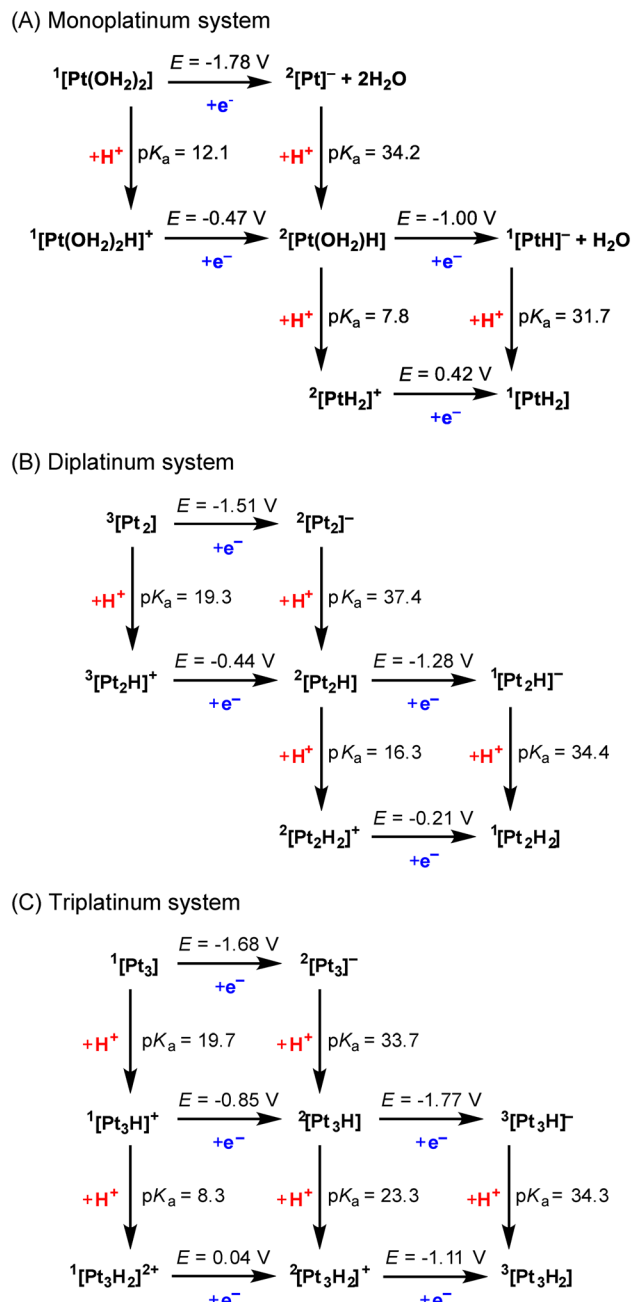 (A) Monoplatinum system
¹[Pt(OH₂)₂] E = -1.78 V ²[Pt]⁻ + 2H₂O
+e⁻
+H⁺ pKₐ = 12.1 +H⁺ pKₐ = 34.2
¹[Pt(OH₂)₂H]⁺ E = -0.47 V ²[Pt(OH₂)H] E = -1.00 V ¹[PtH]⁻ + H₂O
+e⁻ +e⁻
+H⁺ pKₐ = 7.8 +H⁺ pKₐ = 31.7
²[PtH₂]⁺ E = 0.42 V ¹[PtH₂]
+e⁻
(B) Diplatinum system
³[Pt₂] E = -1.51 V ²[Pt₂]⁻
+e⁻
+H⁺ pKₐ = 19.3 +H⁺ pKₐ = 37.4
³[Pt₂H]⁺ E = -0.44 V ²[Pt₂H] E = -1.28 V ¹[Pt₂H]⁻
+e⁻ +e⁻
+H⁺ pKₐ = 16.3 +H⁺ pKₐ = 34.4
²[Pt₂H₂]⁺ E = -0.21 V ¹[Pt₂H₂]
+e⁻
(C) Triplatinum system
¹[Pt₃] E = -1.68 V ²[Pt₃]⁻
+e⁻
+H⁺ pKₐ = 19.7 +H⁺ pKₐ = 33.7
¹[Pt₃H]⁺ E = -0.85 V ²[Pt₃H] E = -1.77 V ³[Pt₃H]⁻
+e⁻ +e⁻
+H⁺ pKₐ = 8.3 +H⁺ pKₐ = 23.3 +H⁺ pKₐ = 34.3
¹[Pt₃H₂]²⁺ E = 0.04 V ²[Pt₃H₂]⁺ E = -1.11 V ³[Pt₃H₂]
+e⁻ +e⁻